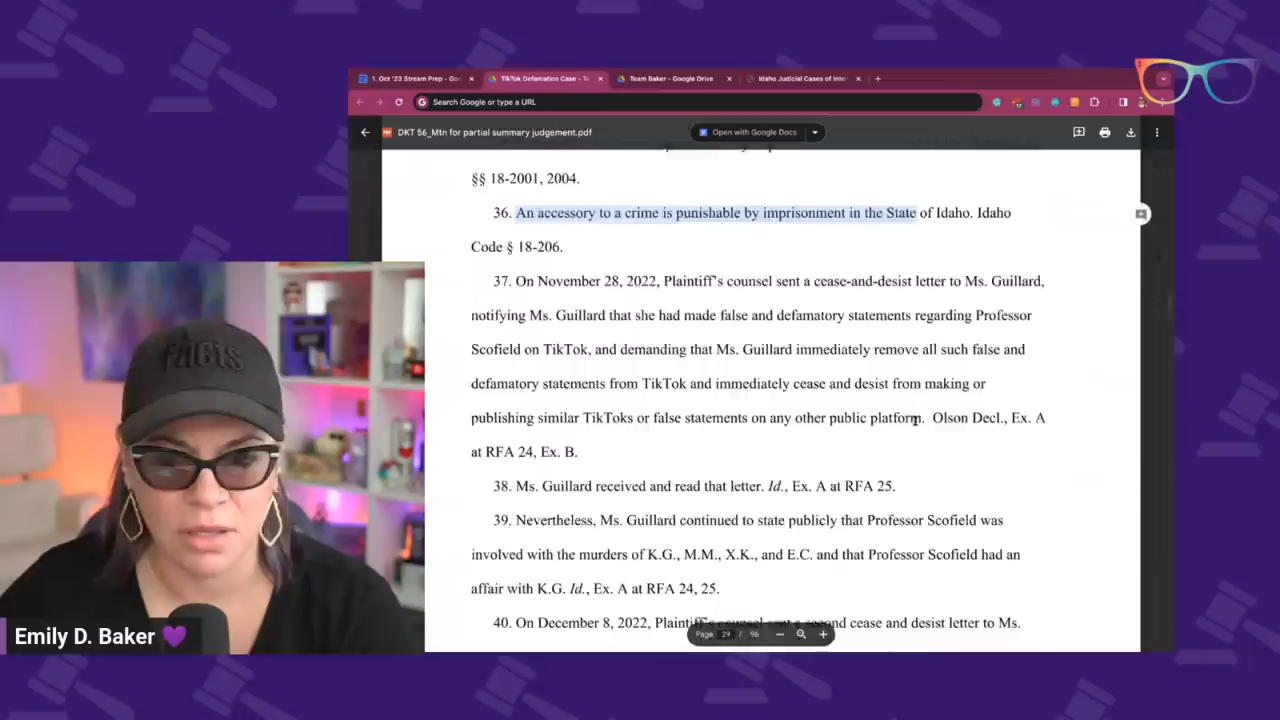 1. Oct '23 Stream Prep - Go
TikTok Defamation Case - Te
Team Baker - Google Drive
Idaho Judicial Cases of Inter
Search Google or type a URL
DKT 56_Mtn for partial summary judgement.pdf
Open with Google Docs
§§ 18-2001, 2004.
36. An accessory to a crime is punishable by imprisonment in the State of Idaho. Idaho
Code § 18-206.
37. On November 28, 2022, Plaintiff's counsel sent a cease-and-desist letter to Ms. Guillard,
notifying Ms. Guillard that she had made false and defamatory statements regarding Professor
Scofield on TikTok, and demanding that Ms. Guillard immediately remove all such false and
defamatory statements from TikTok and immediately cease and desist from making or
publishing similar TikToks or false statements on any other public platform. Olson Decl., Ex. A
at RFA 24, Ex. B.
38. Ms. Guillard received and read that letter. Id., Ex. A at RFA 25.
39. Nevertheless, Ms. Guillard continued to state publicly that Professor Scofield was
involved with the murders of K.G., M.M., X.K., and E.C. and that Professor Scofield had an
affair with K.G. Id., Ex. A at RFA 24, 25.
40. On December 8, 2022, Plaintiff's counsel sent a second cease and desist letter to Ms.
Page 29 / 96
facts
Emily D. Baker 💜